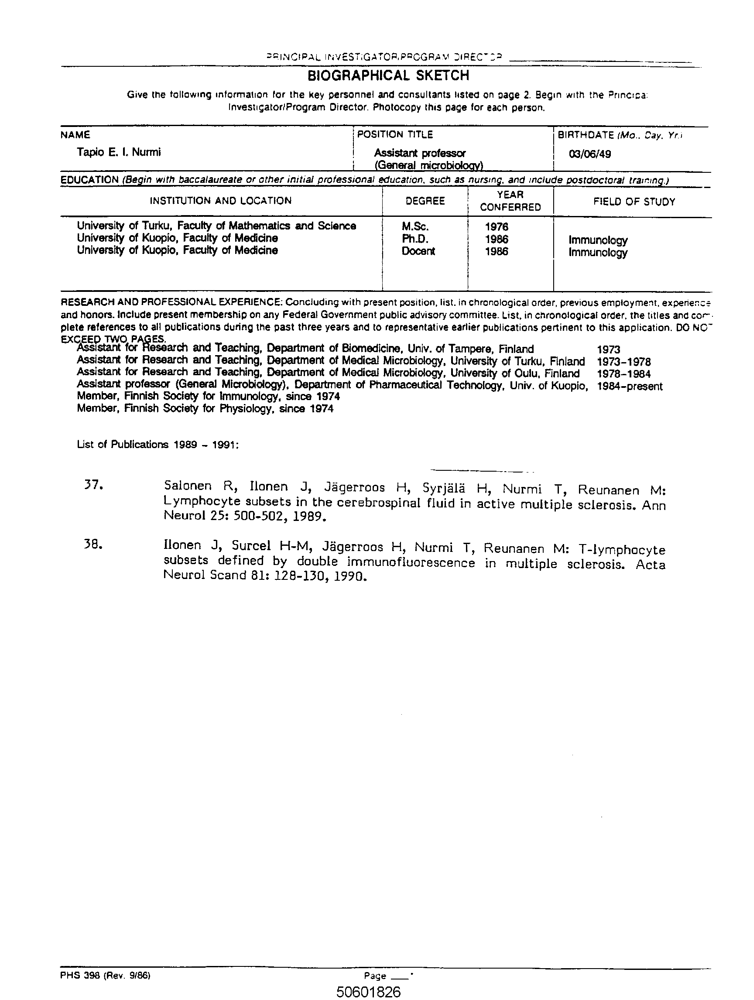 PRINCIPAL INVESTIGATOR/PROGRAM DIRECTOR
BIOGRAPHICAL SKETCH
Give the following information for the key personnel and consultants listed on page 2. Begin with the Principal
Investigator/Program Director. Photocopy this page for each person.
NAME POSITION TITLE BIRTHDATE (Mo., Day, Yr.)
Tapio E. I. Nurmi Assistant professor 03/06/49
(General microbiology)
EDUCATION (Begin with baccalaureate or other initial professional education, such as nursing, and include postdoctoral training.)
INSTITUTION AND LOCATION DEGREE YEAR CONFERRED FIELD OF STUDY
University of Turku, Faculty of Mathematics and Science M.Sc. 1976
University of Kuopio, Faculty of Medicine Ph.D. 1986 Immunology
University of Kuopio, Faculty of Medicine Docent 1986 Immunology
RESEARCH AND PROFESSIONAL EXPERIENCE: Concluding with present position, list, in chronological order, previous employment, experience
and honors. Include present membership on any Federal Government public advisory committee. List, in chronological order, the titles and com-
plete references to all publications during the past three years and to representative earlier publications pertinent to this application. DO NOT
EXCEED TWO PAGES.
Assistant for Research and Teaching, Department of Biomedicine, Univ. of Tampere, Finland 1973
Assistant for Research and Teaching, Department of Medical Microbiology, University of Turku, Finland 1973-1978
Assistant for Research and Teaching, Department of Medical Microbiology, University of Oulu, Finland 1978-1984
Assistant professor (General Microbiology), Department of Pharmaceutical Technology, Univ. of Kuopio, 1984-present
Member, Finnish Society for Immunology, since 1974
Member, Finnish Society for Physiology, since 1974
List of Publications 1989 - 1991:
37. Salonen R, Ilonen J, Jägerroos H, Syrjälä H, Nurmi T, Reunanen M:
Lymphocyte subsets in the cerebrospinal fluid in active multiple sclerosis. Ann
Neurol 25: 500-502, 1989.
38. Ilonen J, Surcel H-M, Jägerroos H, Nurmi T, Reunanen M: T-lymphocyte
subsets defined by double immunofluorescence in multiple sclerosis. Acta
Neurol Scand 81: 128-130, 1990.
PHS 398 (Rev. 9/86) Page ___*
50601826